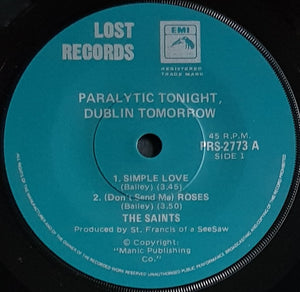 LOST
RECORDS
EMI
REGISTERED
TRADE MARK
PARALYTIC TONIGHT,
DUBLIN TOMORROW
45 R.P.M.
PRS-2773 A
SIDE 1
1. SIMPLE LOVE
(Bailey) (3.45)
2. (Don't Send Me) ROSES
(Bailey) (3.50)
THE SAINTS
Produced by St. Francis of a SeeSaw
© Copyright:
"Manic Publishing
Co."